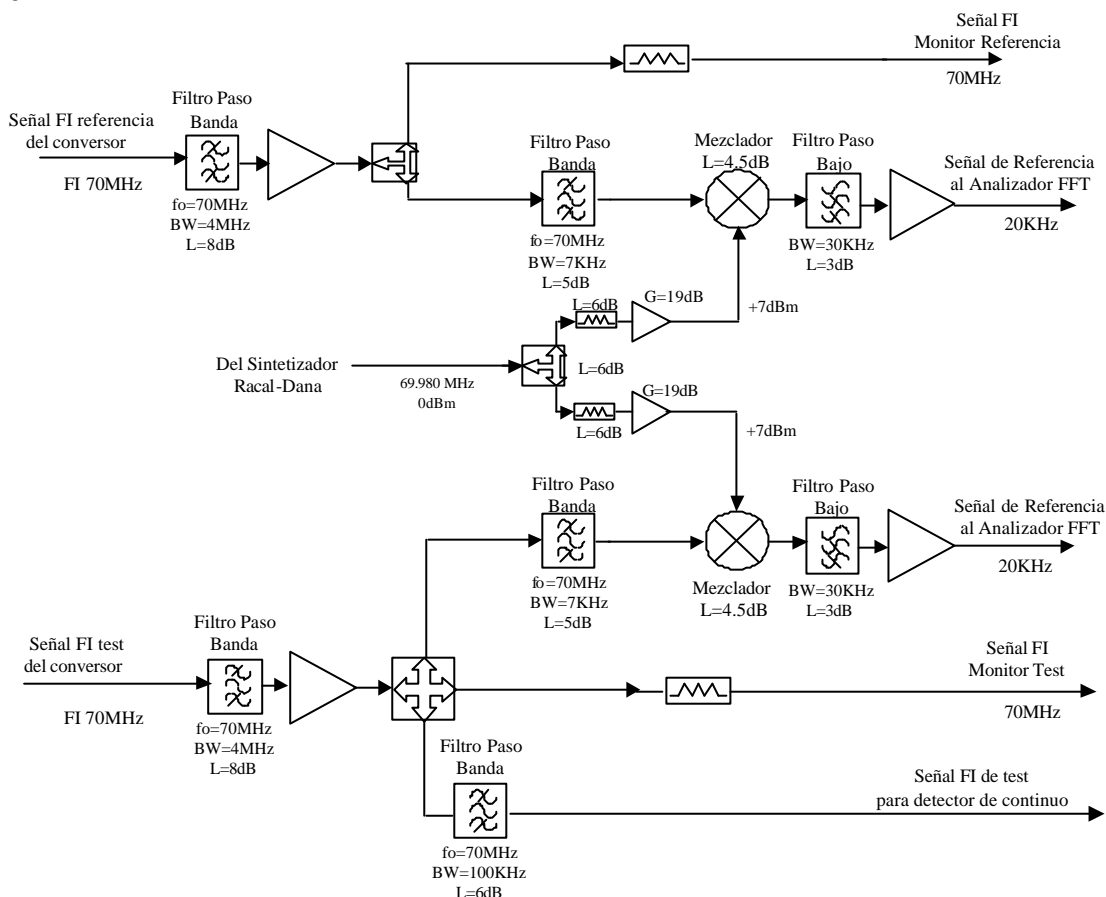 Señal FI
Monitor Referencia
70MHz
Filtro Paso
Banda
Señal FI referencia
del conversor
FI 70MHz
fo=70MHz
BW=4MHz
L=8dB
Filtro Paso
Banda
fo=70MHz
BW=7KHz
L=5dB
Mezclador
L=4.5dB
Filtro Paso
Bajo
BW=30KHz
L=3dB
Señal de Referencia
al Analizador FFT
20KHz
L=6dB
G=19dB
+7dBm
Del Sintetizador
Racal-Dana
69.980 MHz
0dBm
L=6dB
G=19dB
L=6dB
+7dBm
Filtro Paso
Banda
fo=70MHz
BW=7KHz
L=5dB
Mezclador
L=4.5dB
Filtro Paso
Bajo
BW=30KHz
L=3dB
Señal de Referencia
al Analizador FFT
20KHz
Señal FI test
del conversor
FI 70MHz
Filtro Paso
Banda
fo=70MHz
BW=4MHz
L=8dB
Señal FI
Monitor Test
70MHz
Filtro Paso
Banda
fo=70MHz
BW=100KHz
L=6dB
Señal FI de test
para detector de continuo